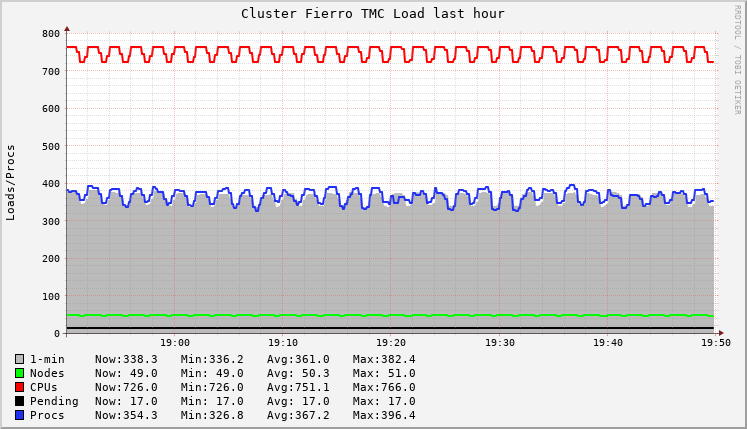 Cluster Fierro TMC Load last hour
RRDTOOL / TOBI OETIKER
Loads/Procs
800
700
600
500
400
300
200
100
0
19:00 19:10 19:20 19:30 19:40 19:50
1-min Now:338.3 Min:336.2 Avg:361.0 Max:382.4
Nodes Now: 49.0 Min: 49.0 Avg: 50.3 Max: 51.0
CPUs Now:726.0 Min:726.0 Avg:751.1 Max:766.0
Pending Now: 17.0 Min: 17.0 Avg: 17.0 Max: 17.0
Procs Now:354.3 Min:326.8 Avg:367.2 Max:396.4